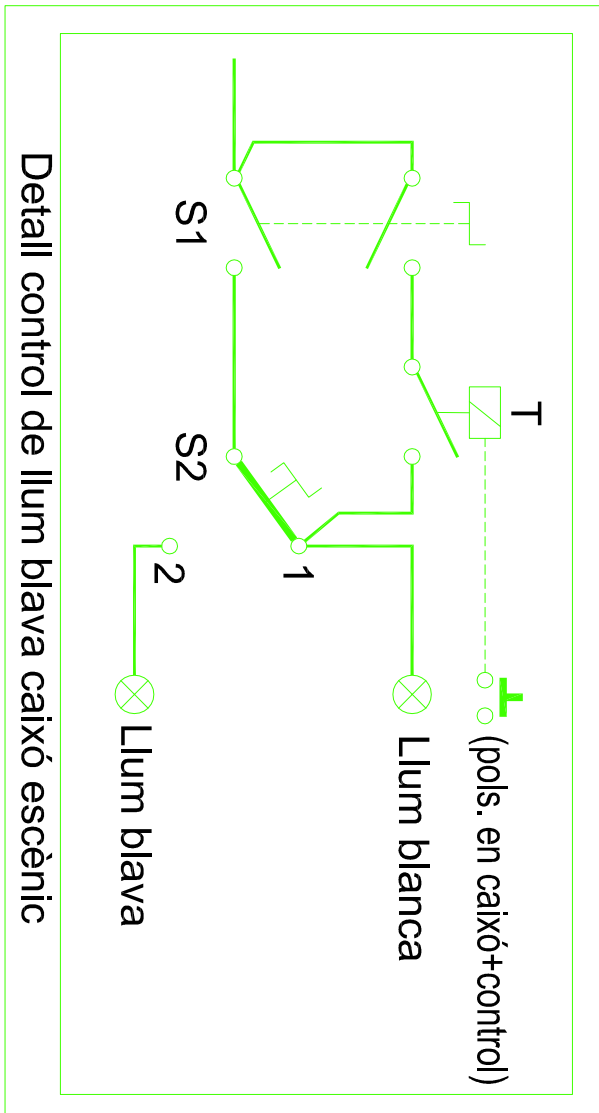 T
(pols. en caixó+control)
Llum blanca
1
S1
S2
2
Llum blava
Detall control de llum blava caixó escènic